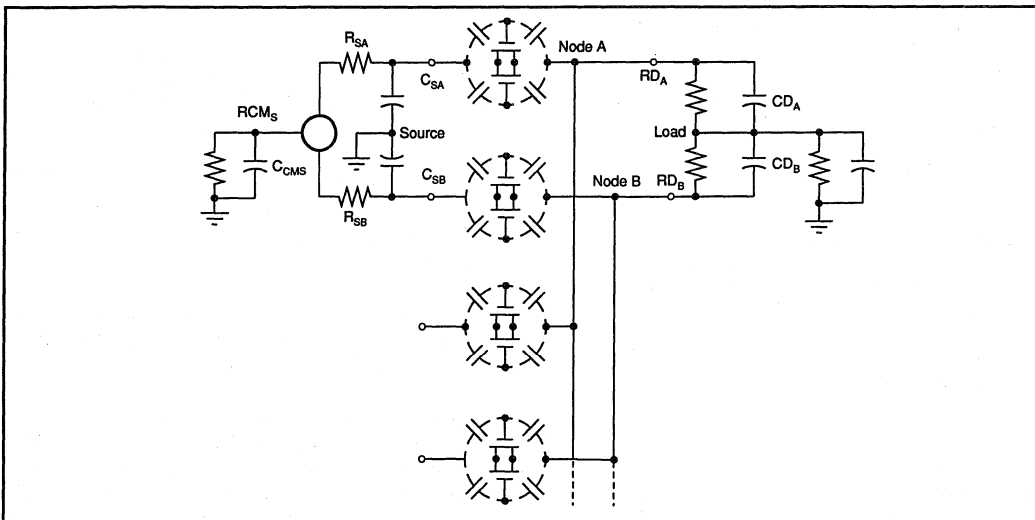 R_SA
Node A
C_SA
RD_A
CD_A
RCM_S
Source
Load
C_CMS
C_SB
CD_B
Node B
RD_B
R_SB